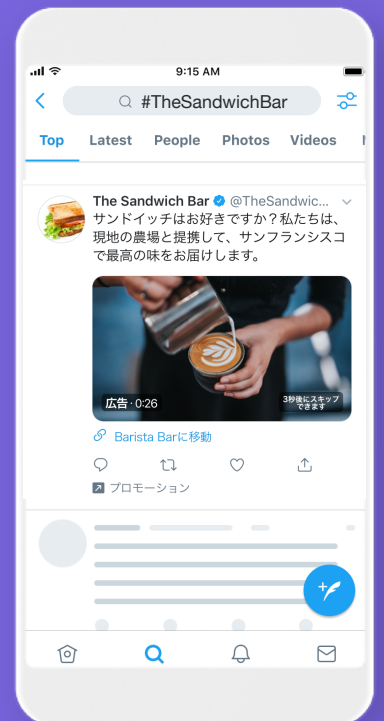 9:15 AM
#TheSandwichBar
Top Latest People Photos Videos
The Sandwich Bar @TheSandwic...
サンドイッチはお好きですか？私たちは、
現地の農場と提携して、サンフランシスコ
で最高の味をお届けします。
広告·0:26
3秒後にスキップ
できます
Barista Barに移動
プロモーション